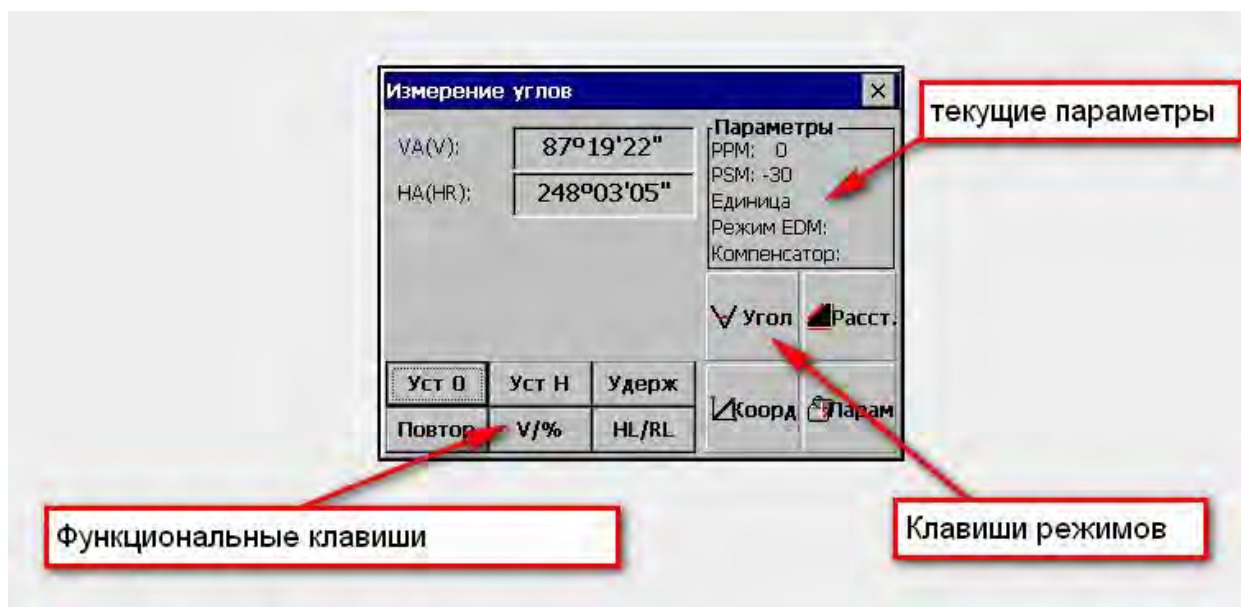 Измерение углов
текущие параметры
VA(V): 87º19'22"
HA(HR): 248º03'05"
Параметры
PPM: 0
PSM: -30
Единица
Режим EDM:
Компенсатор:
Угол
Расст.
Уст 0
Уст H
Удерж
Коорд
Парам
Повтор
V/%
HL/RL
Функциональные клавиши
Клавиши режимов